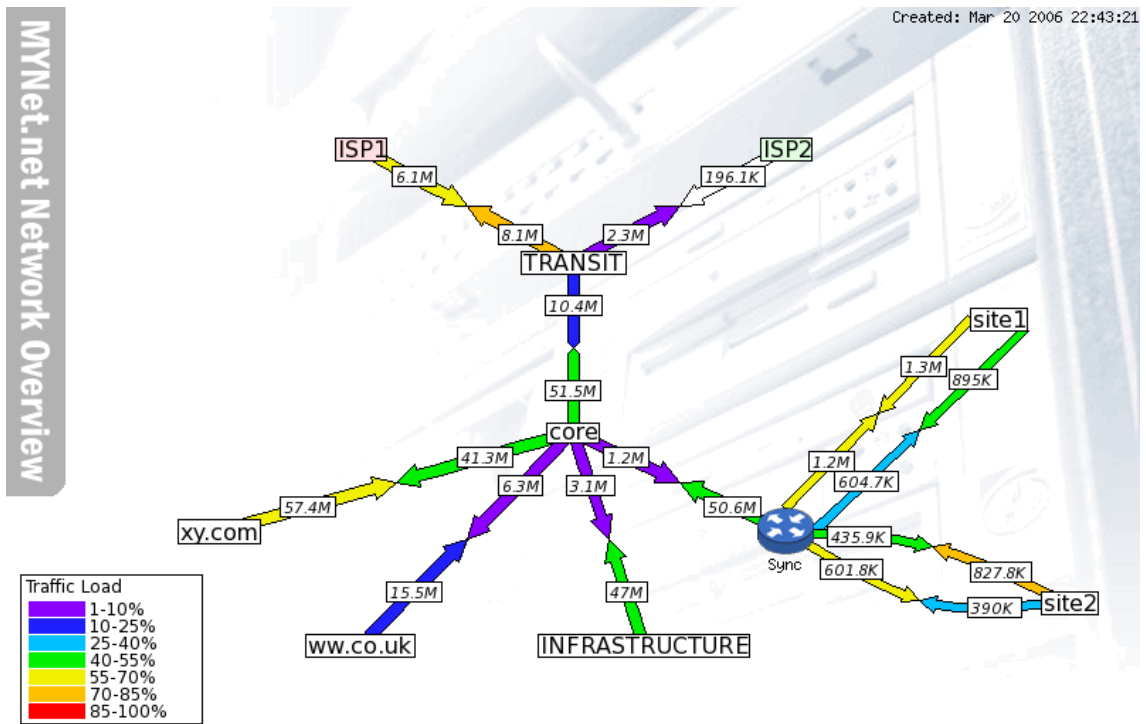 Created: Mar 20 2006 22:43:21
MYNet.net Network Overview
ISP1
ISP2
6.1M
196.1K
8.1M
2.3M
TRANSIT
10.4M
site1
1.3M
895K
51.5M
core
41.3M
1.2M
1.2M
6.3M
3.1M
604.7K
57.4M
50.6M
xy.com
435.9K
Sync
601.8K
827.8K
15.5M
47M
390K
site2
ww.co.uk
INFRASTRUCTURE
Traffic Load
1-10%
10-25%
25-40%
40-55%
55-70%
70-85%
85-100%